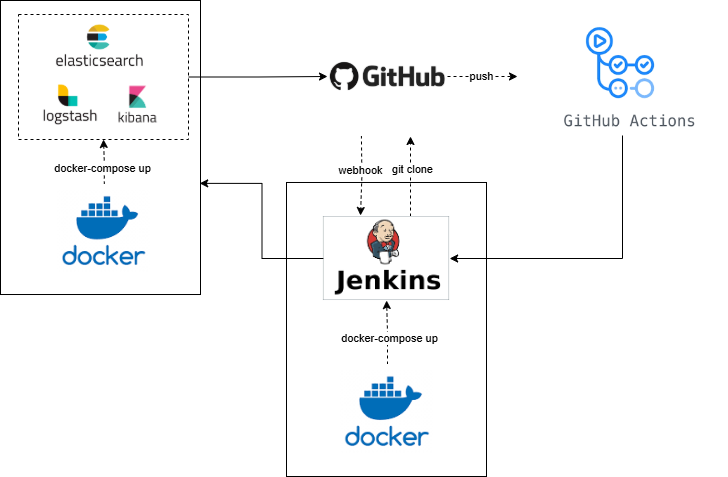 elasticsearch
logstash
kibana
docker-compose up
docker
GitHub
push
GitHub Actions
webhook
git clone
Jenkins
docker-compose up
docker